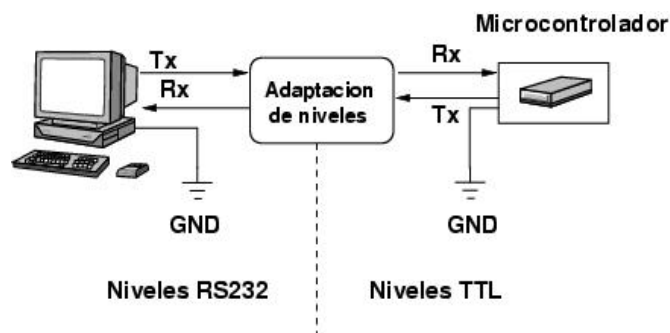 Microcontrolador
Tx
Rx
Adaptacion
de niveles
Rx
Tx
GND
GND
Niveles RS232
Niveles TTL